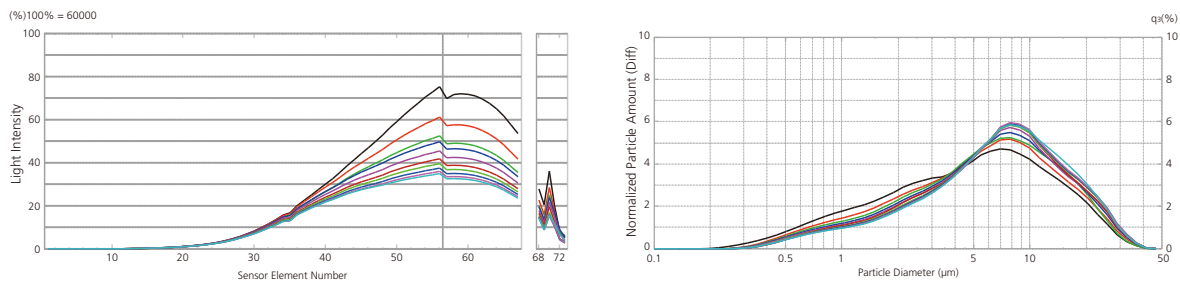 (%)100% = 60000
100
80
60
40
20
0
Light Intensity
10 20 30 40 50 60 68 72
Sensor Element Number
q3(%)
10 10
8 8
6 6
4 4
2 2
0 0
Normalized Particle Amount (Diff)
0.1 0.5 1 5 10 50
Particle Diameter (µm)